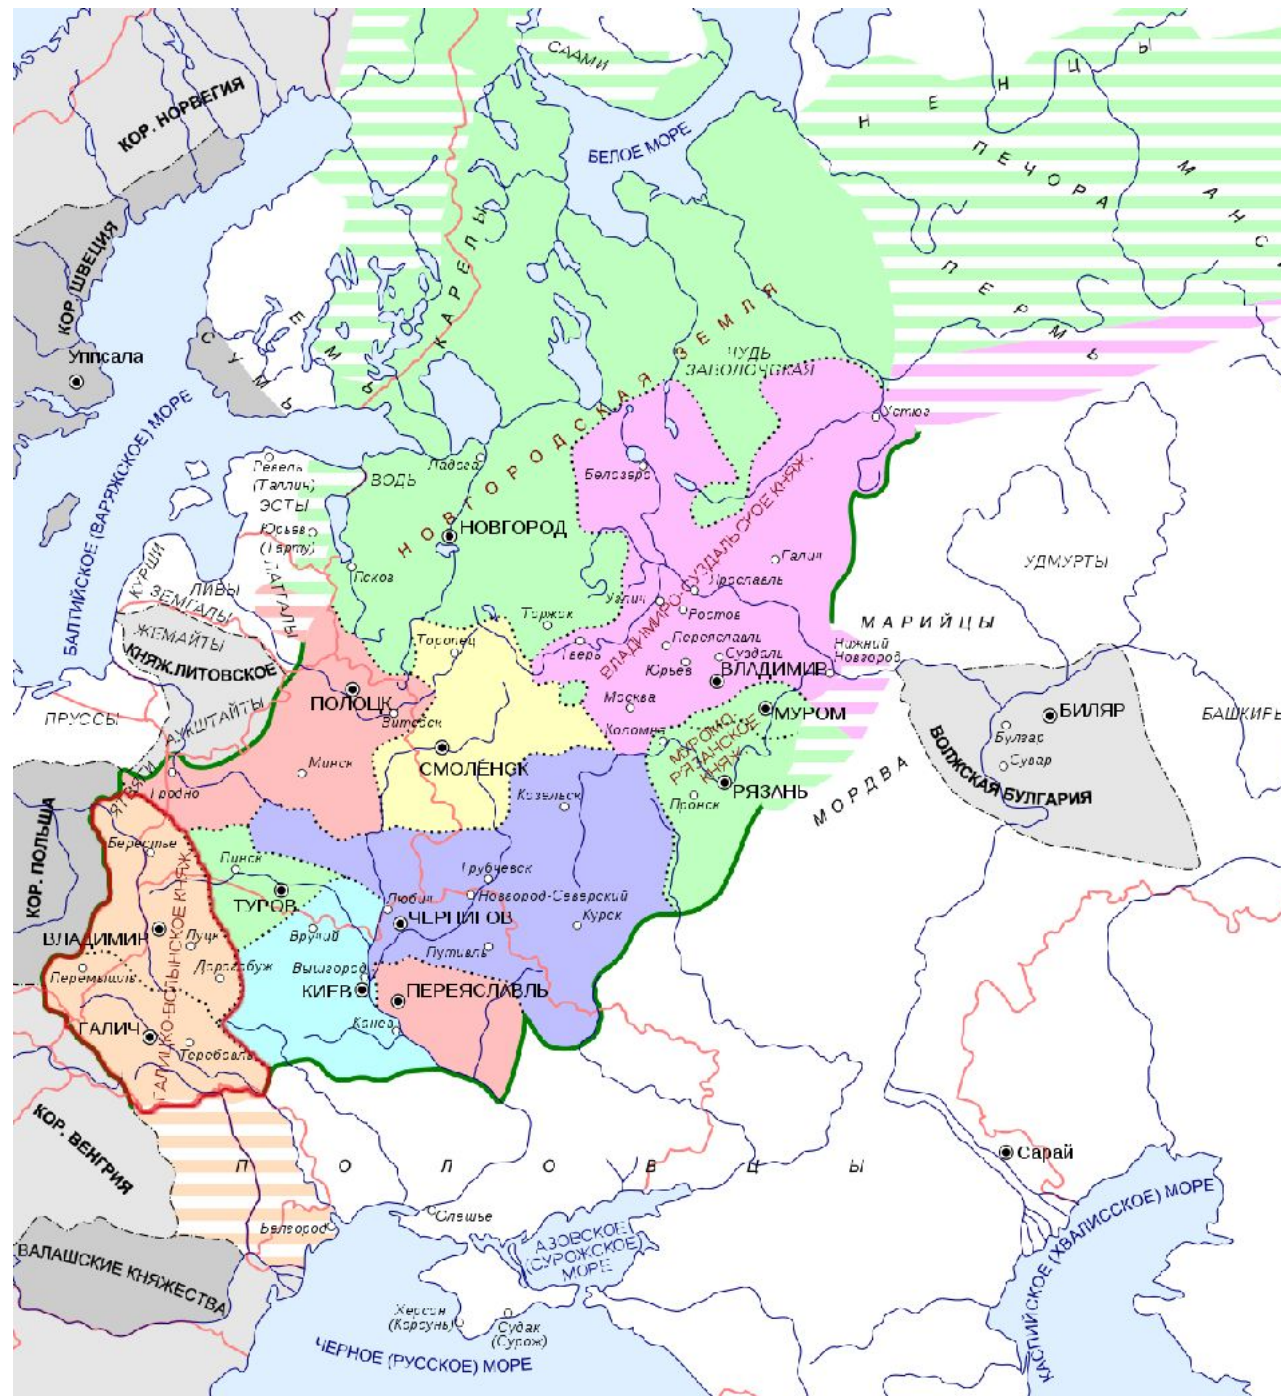 СААМИ
НЕНЦЫ
КОР. НОРВЕГИЯ
БЕЛОЕ МОРЕ
ПЕЧОРА
КОР. ШВЕЦИЯ
КАРЕЛЫ
ПЕРМЬ
СУМЬ
ЕМЬ
Уппсала
НОВГОРОДСКАЯ ЗЕМЛЯ
ЧУДЬ
ЗАВОЛОЧСКАЯ
БАЛТИЙСКОЕ (ВАРЯЖСКОЕ) МОРЕ
Устюг
Ревель
(Таллин)
ВОДЬ
Ладога
Белозеро
ЭСТЫ
Юрьев
(Тарту)
НОВГОРОД
ВЛАДИМИРО-СУЗДАЛЬСКОЕ КНЯЖ.
КУРШИ
ЛИВЫ
ЗЕМГАЛЫ
ЛАТГАЛЫ
Псков
Галич
УДМУРТЫ
Ярославль
Углич
Ростов
Торжок
ЖЕМАЙТЫ
КНЯЖ.ЛИТОВСКОЕ
Торопец
Тверь
Переяславль
МАРИЙЦЫ
Суздаль
Юрьев
Нижний
Новгород
ВЛАДИМИР
ПРУССЫ
АУКШТАЙТЫ
ПОЛОЦК
Витебск
Москва
МУРОМ
БИЛЯР
БАШКИРЫ
Коломна
МУРОМО-
РЯЗАНСКОЕ
КНЯЖ.
Булгар
Сувар
ВОЛЖСКАЯ БУЛГАРИЯ
СМОЛЕНСК
Минск
ЯТВЯГИ
Гродно
РЯЗАНЬ
Пронск
Козельск
МОРДВА
КОР. ПОЛЬША
Берестье
ГАЛИЦКО-ВОЛЫНСКОЕ КНЯЖ.
Пинск
Трубчевск
ТУРОВ
Любич
Новгород-Северский
ЧЕРНИГОВ
Курск
ВЛАДИМИР
Луцк
Вручий
Путивль
Перемышль
Дорогобуж
Вышгород
КИЕВ
ПЕРЕЯСЛАВЛЬ
ГАЛИЧ
Теребовль
Канев
КОР. ВЕНГРИЯ
ПОЛОВЦЫ
Сарай
Белгород
Олешье
АЗОВСКОЕ
(СУРОЖСКОЕ)
МОРЕ
КАСПИЙСКОЕ (ХВАЛИССКОЕ) МОРЕ
ВАЛАШСКИЕ КНЯЖЕСТВА
Херсон
(Корсунь)
Судак
(Сурож)
ЧЕРНОЕ (РУССКОЕ) МОРЕ